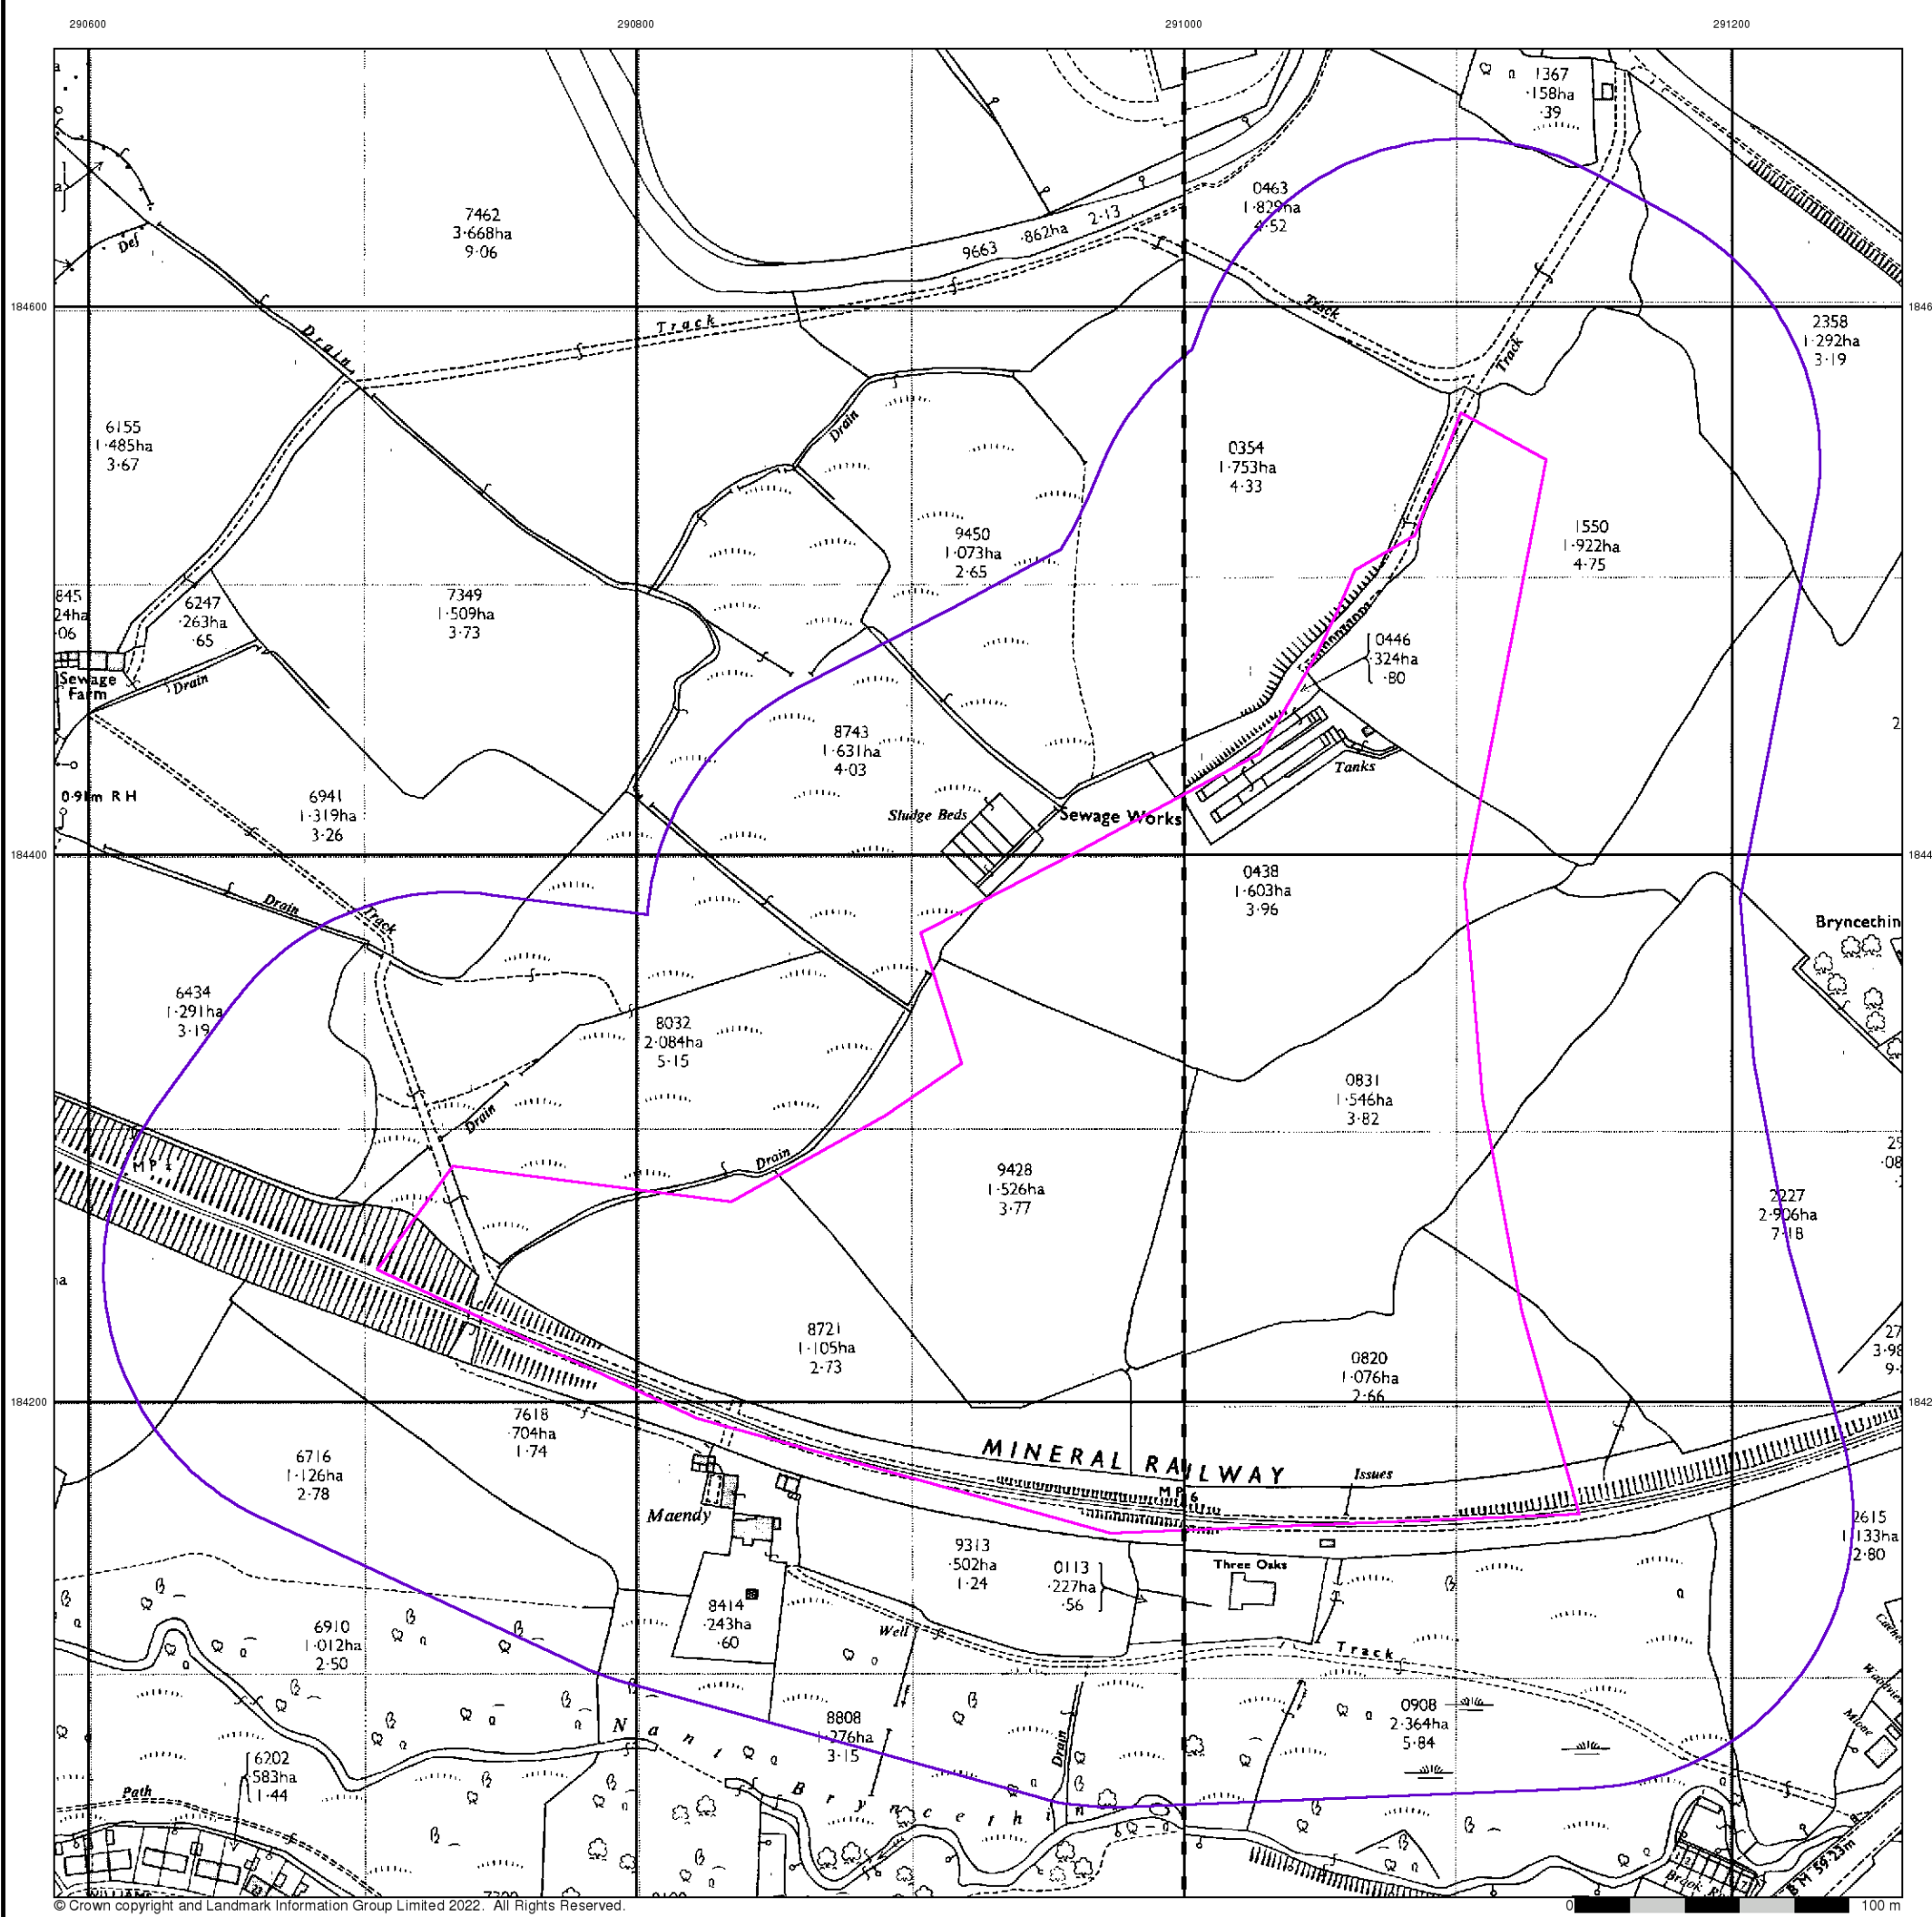 290600
290800
291000
291200
1367
·158ha
·39
7462
3·668ha
9·06
9663
·862ha
2·13
0463
1·829ha
4·52
Def
184600
Drain
Track
Track
Track
2358
1·292ha
3·19
6155
1·485ha
3·67
Drain
0354
1·753ha
4·33
9450
1·073ha
2·65
1550
1·922ha
4·75
6247
·263ha
·65
7349
1·509ha
3·73
0446
·324ha
·80
Sewage
Farm
Drain
8743
1·631ha
4·03
Tanks
0·91m R H
6941
1·319ha
3·26
Sludge Beds
Sewage Works
184400
0438
1·603ha
3·96
Drain
Track
Bryncethin
6434
1·291ha
3·19
8032
2·084ha
5·15
Drain
0831
1·546ha
3·82
M P
Drain
9428
1·526ha
3·77
2227
2·906ha
7·18
8721
1·105ha
2·73
0820
1·076ha
2·66
184200
7618
·704ha
1·74
6716
1·126ha
2·78
MINERAL RAILWAY
Issues
M P 6
Maendy
9313
·502ha
1·24
0113
·227ha
·56
Three Oaks
2615
1·133ha
2·80
8414
·243ha
·60
6910
1·012ha
2·50
Well
Track
8808
1·276ha
3·15
0908
2·364ha
5·84
Drain
Nant Bryncethin
6202
·583ha
1·44
Path
B M 59·23m
© Crown copyright and Landmark Information Group Limited 2022. All Rights Reserved.
0
100 m